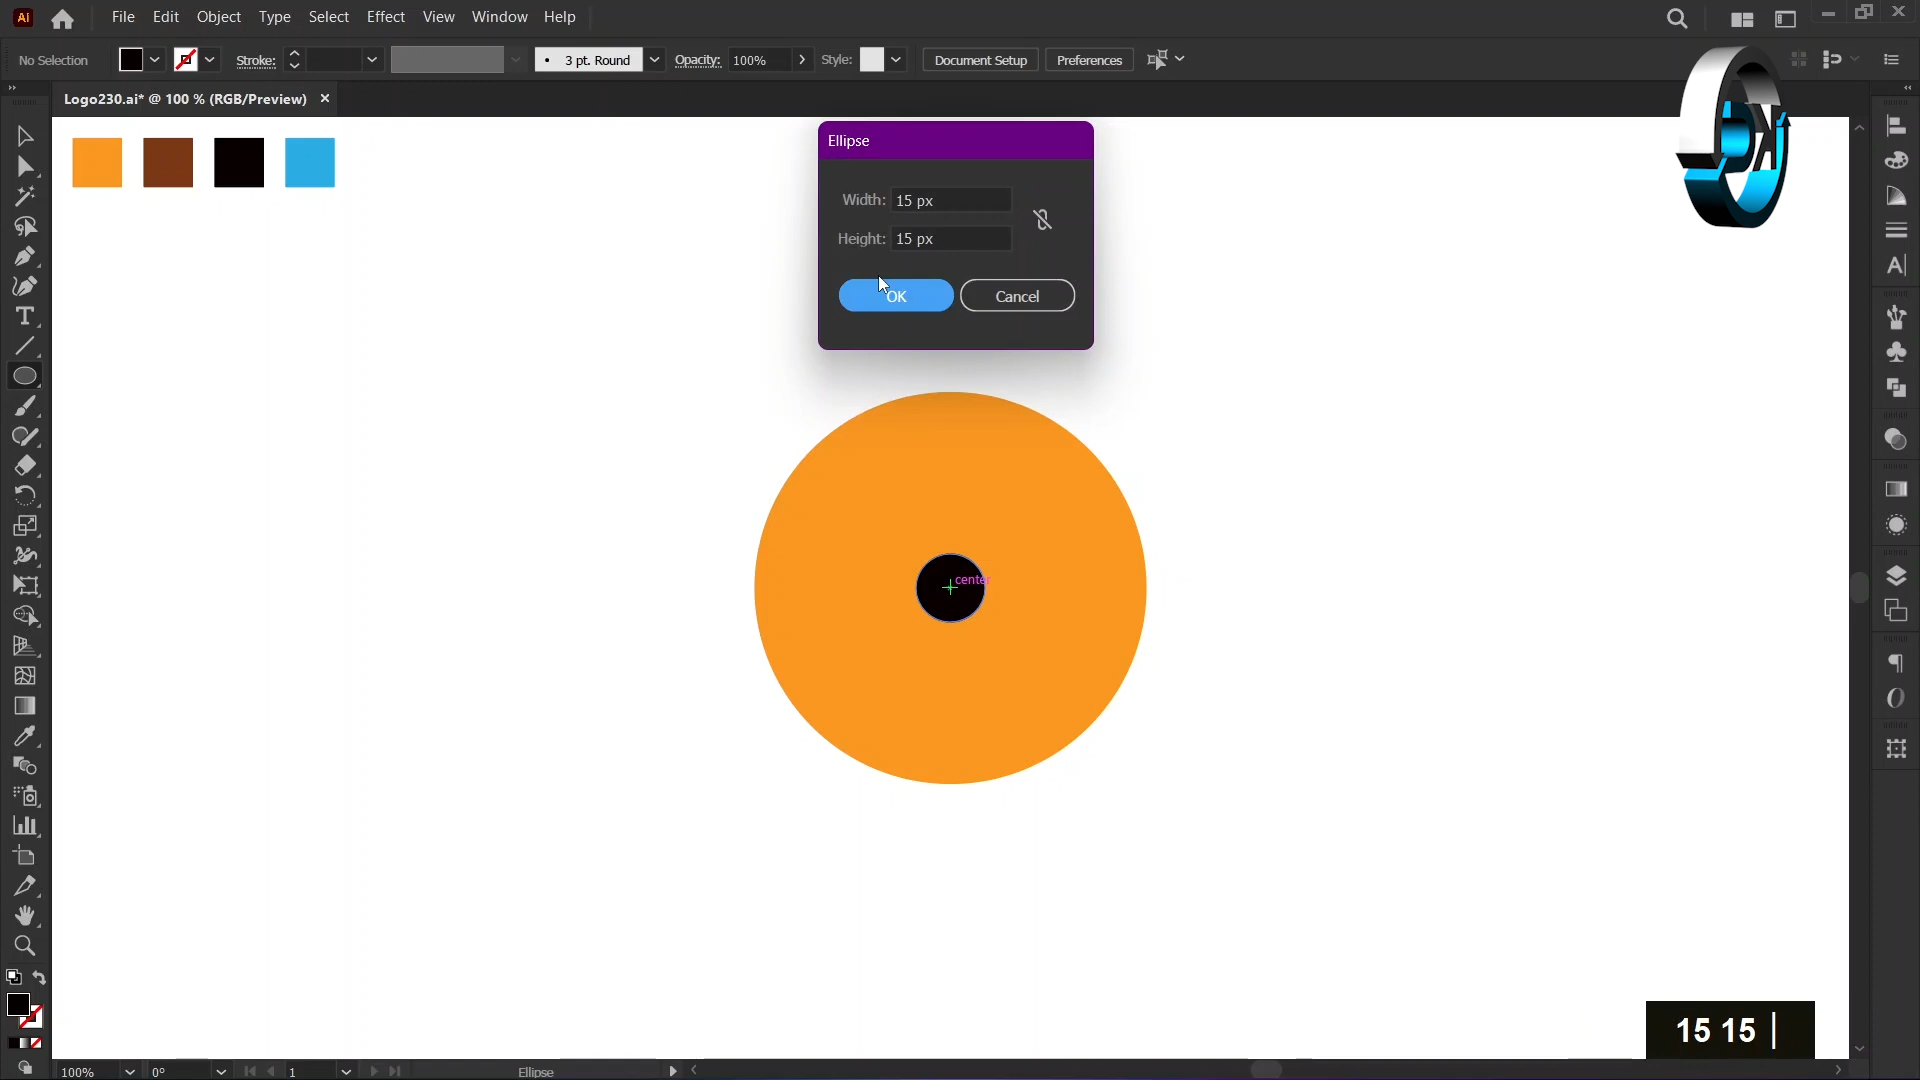 Ai File Edit Object Type Select Effect View Window Help
No Selection Stroke: 3 pt. Round Opacity: 100% Style: Document Setup Preferences
Logo230.ai* @ 100 % (RGB/Preview)
Ellipse
Width: 15 px
Height: 15 px
OK Cancel
center
15 15
100% 0° 1 Ellipse